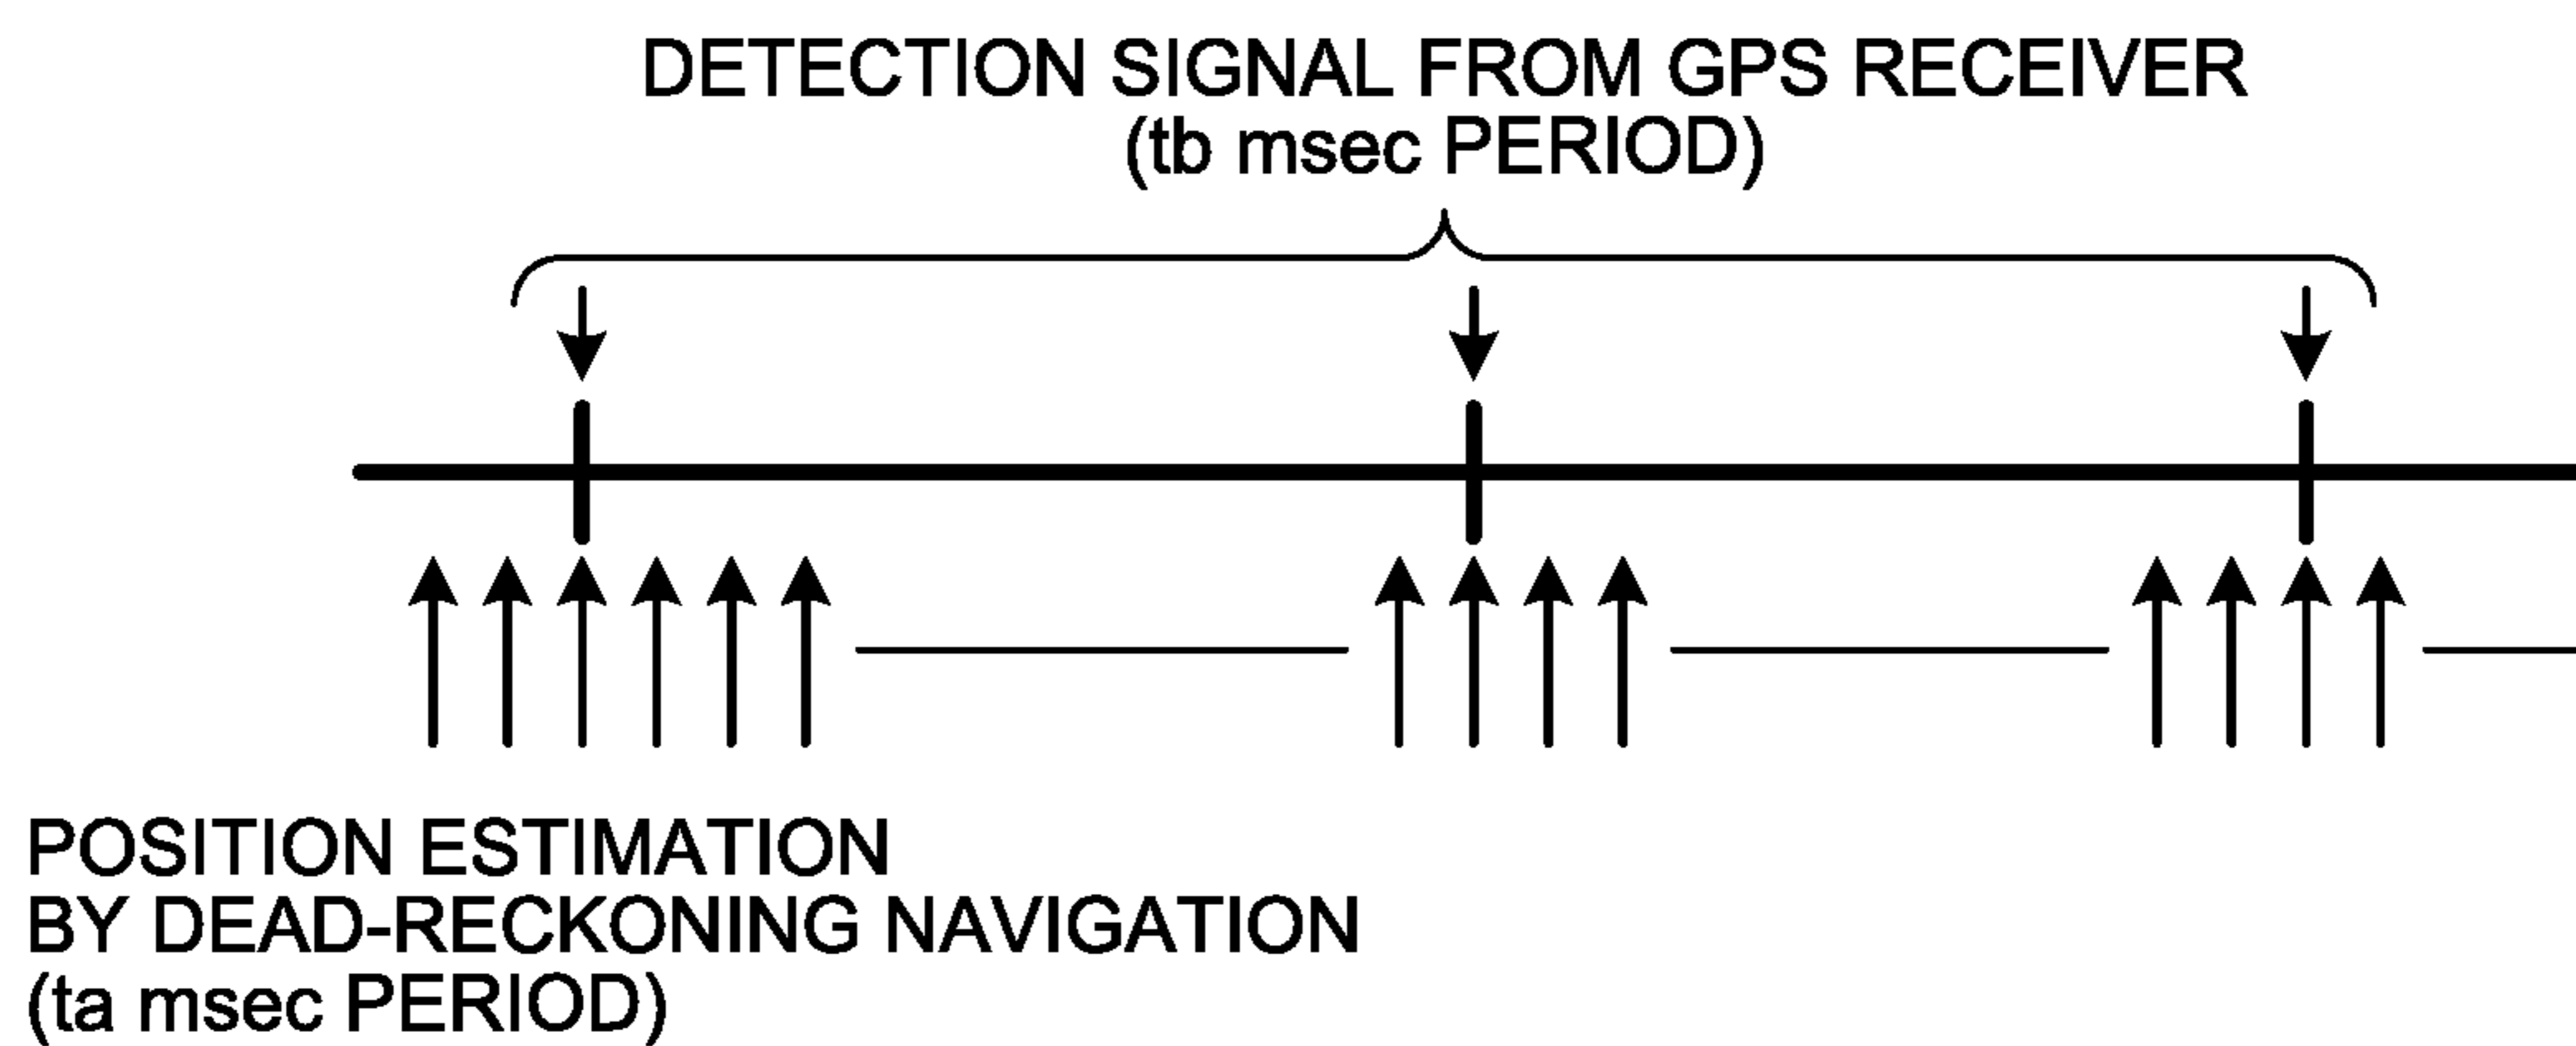 DETECTION SIGNAL FROM GPS RECEIVER
(tb msec PERIOD)
POSITION ESTIMATION
BY DEAD-RECKONING NAVIGATION
(ta msec PERIOD)